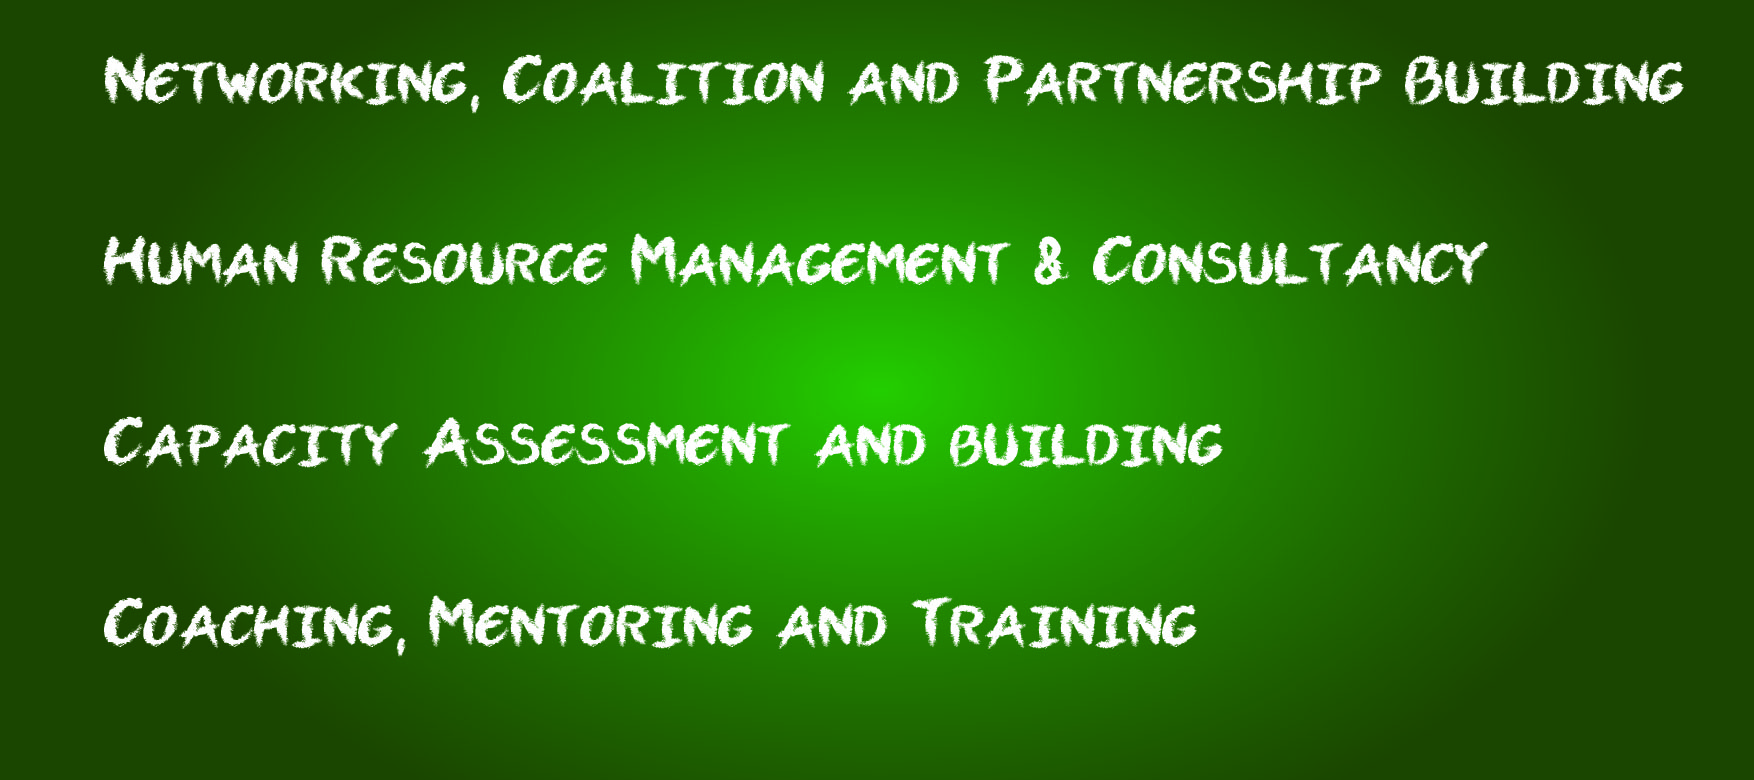 Networking, Coalition and Partnership Building
Human Resource Management & Consultancy
Capacity Assessment and building
Coaching, Mentoring and Training